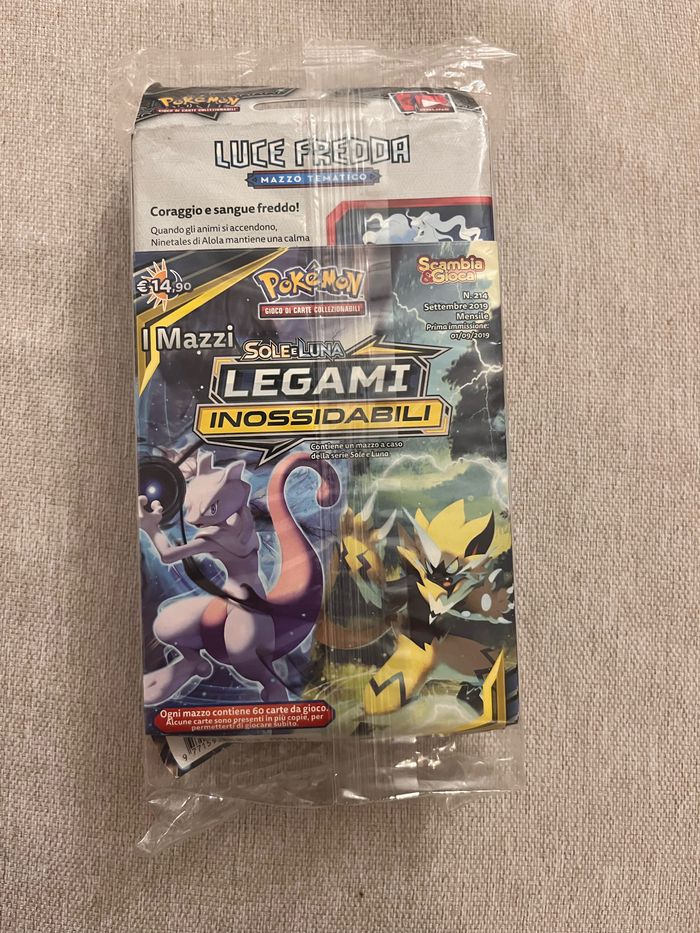 POKÉMON
GIOCO DI CARTE COLLEZIONABILI
LUCE FREDDA
MAZZO TEMATICO
Coraggio e sangue freddo!
Quando gli animi si accendono,
Ninetales di Alola mantiene una calma
€ 14,90
POKÉMON
GIOCO DI CARTE COLLEZIONABILI
Scambia
&Gioca
N. 214
Settembre 2019
Mensile
Prima immissione:
01/09/2019
I Mazzi
SOLE E LUNA
LEGAMI
INOSSIDABILI
Contiene un mazzo a caso
della serie Sole e Luna
Ogni mazzo contiene 60 carte da gioco.
Alcune carte sono presenti in più copie, per
permetterti di giocare subito.